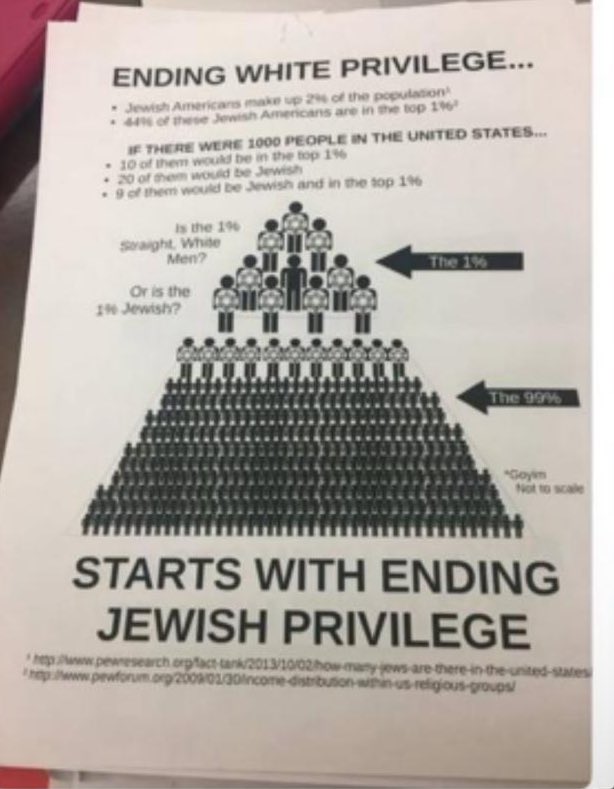 ENDING WHITE PRIVILEGE...
• Jewish Americans make up 2% of the population¹
• 44% of these Jewish Americans are in the top 1%²
IF THERE WERE 1000 PEOPLE IN THE UNITED STATES...
• 10 of them would be in the top 1%
• 20 of them would be Jewish
• 9 of them would be Jewish and in the top 1%
Is the 1%
Straight, White
Men?
The 1%
Or is the
1% Jewish?
The 99%
*Goyim
Not to scale
STARTS WITH ENDING
JEWISH PRIVILEGE
¹ http://www.pewresearch.org/fact-tank/2013/10/02/how-many-jews-are-there-in-the-united-states/
² http://www.pewforum.org/2009/01/30/income-distribution-within-us-religious-groups/